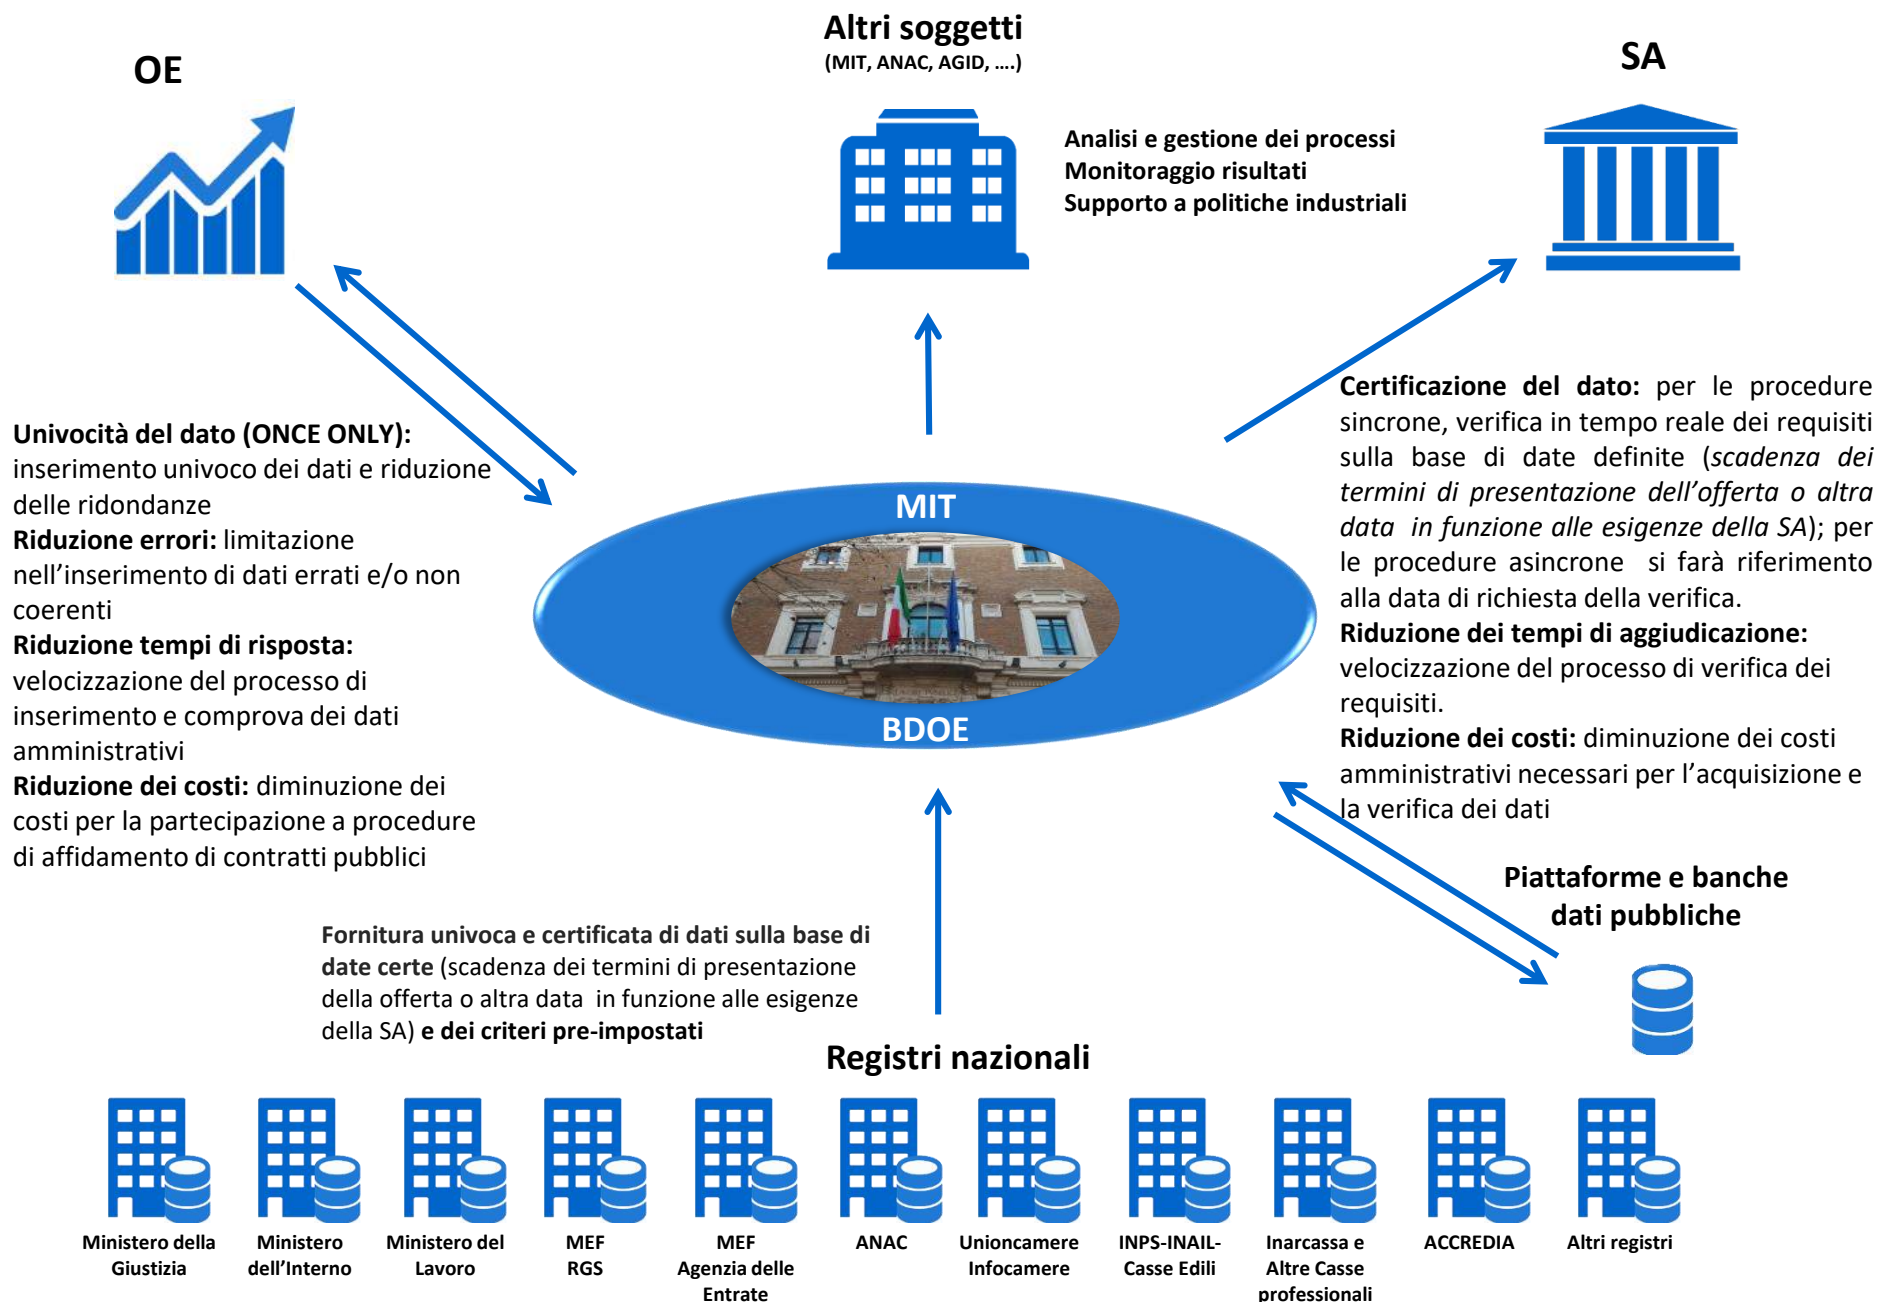 OE
Altri soggetti
(MIT, ANAC, AGID, ....)
SA
Analisi e gestione dei processi
Monitoraggio risultati
Supporto a politiche industriali
Univocità del dato (ONCE ONLY):
inserimento univoco dei dati e riduzione
delle ridondanze
Riduzione errori: limitazione
nell’inserimento di dati errati e/o non
coerenti
Riduzione tempi di risposta:
velocizzazione del processo di
inserimento e comprova dei dati
amministrativi
Riduzione dei costi: diminuzione dei
costi per la partecipazione a procedure
di affidamento di contratti pubblici
MIT
BDOE
Certificazione del dato: per le procedure
sincrone, verifica in tempo reale dei requisiti
sulla base di date definite (scadenza dei
termini di presentazione dell’offerta o altra
data in funzione alle esigenze della SA); per
le procedure asincrone si farà riferimento
alla data di richiesta della verifica.
Riduzione dei tempi di aggiudicazione:
velocizzazione del processo di verifica dei
requisiti.
Riduzione dei costi: diminuzione dei costi
amministrativi necessari per l’acquisizione e
la verifica dei dati
Piattaforme e banche
dati pubbliche
Fornitura univoca e certificata di dati sulla base di
date certe (scadenza dei termini di presentazione
della offerta o altra data in funzione alle esigenze
della SA) e dei criteri pre-impostati
Registri nazionali
Ministero della
Giustizia
Ministero
dell’Interno
Ministero del
Lavoro
MEF
RGS
MEF
Agenzia delle
Entrate
ANAC
Unioncamere
Infocamere
INPS-INAIL-
Casse Edili
Inarcassa e
Altre Casse
professionali
ACCREDIA
Altri registri